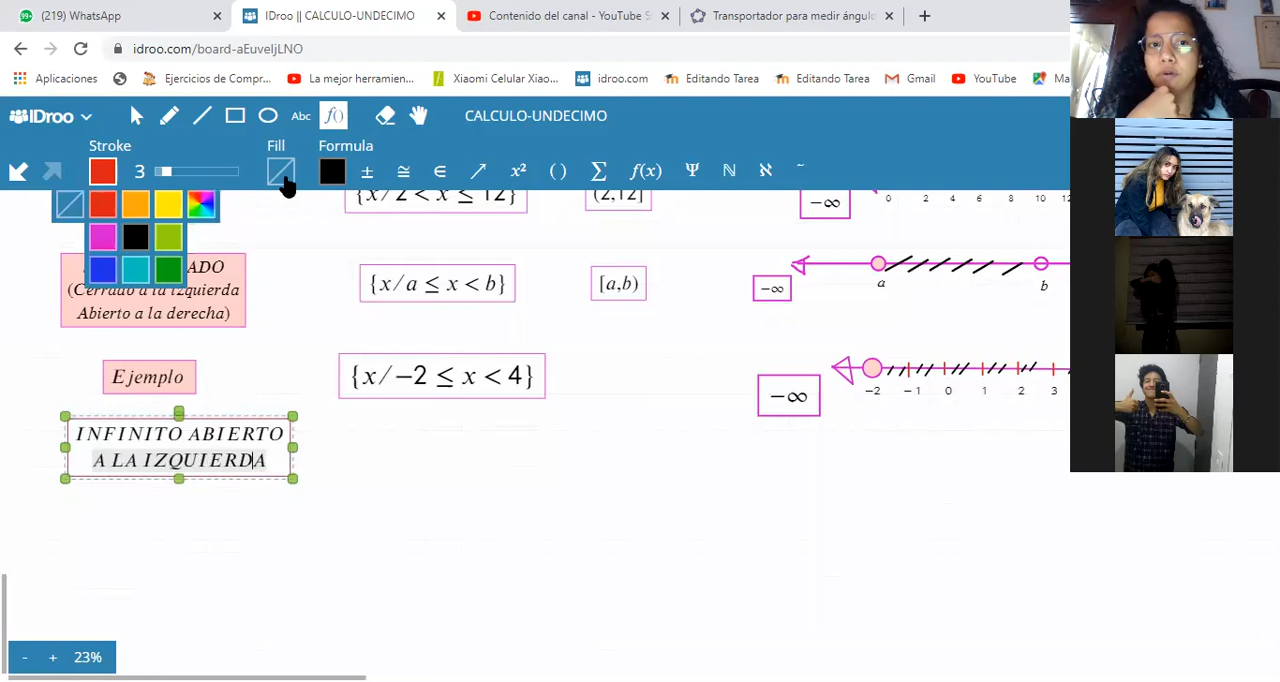 (219) WhatsApp
IDroo || CALCULO-UNDECIMO
Contenido del canal - YouTube S
Transportador para medir ángulo
idroo.com/board-aEuveIjLNO
Aplicaciones
Ejercicios de Compr...
La mejor herramien...
Xiaomi Celular Xiao...
idroo.com
Editando Tarea
Editando Tarea
Gmail
YouTube
Ma
IDroo
Abc
f()
CALCULO-UNDECIMO
Stroke
Fill
Formula
3
± ≅ ∈ x² ( ) ∑ f(x) Ψ ℕ ℵ ~
{x/2 < x ≤ 12}
(2,12]
−∞
0 2 4 6 8 10 12
ADO
(Cerrado a la izquierda
Abierto a la derecha)
{x/a ≤ x < b}
[a,b)
−∞
a
b
Ejemplo
{x/−2 ≤ x < 4}
−∞
−2 −1 0 1 2 3
INFINITO ABIERTO
A LA IZQUIERDA
- + 23%